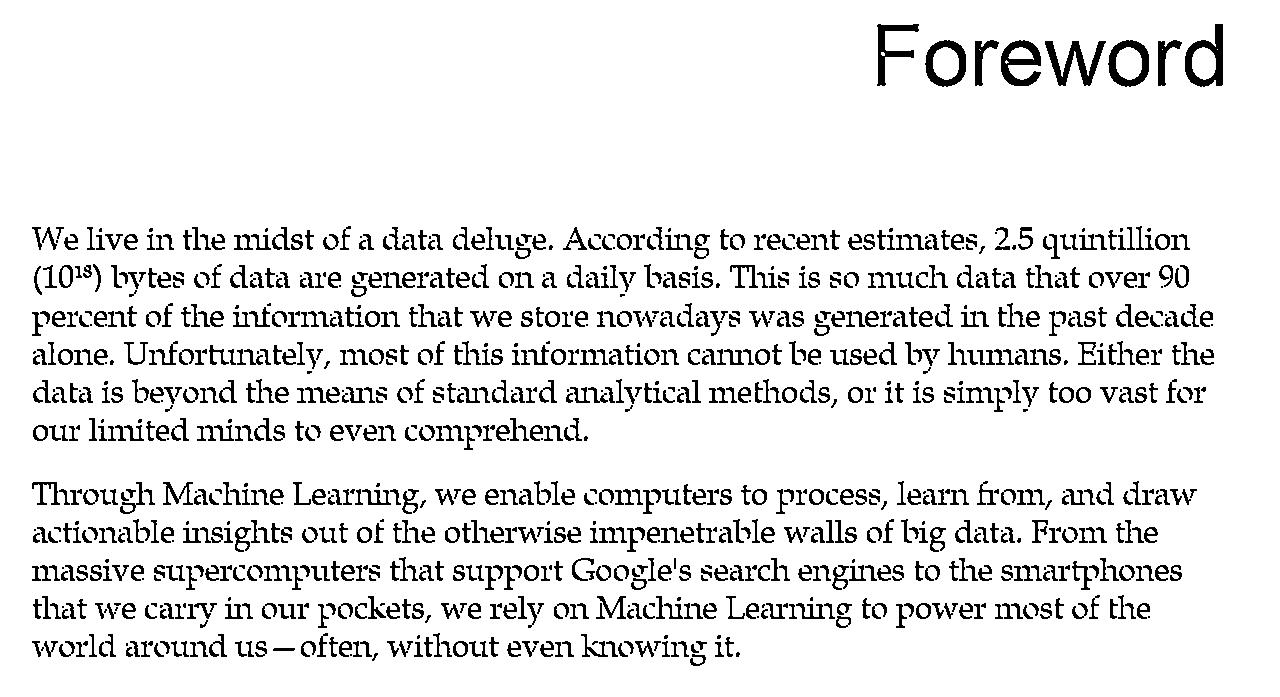 Foreword
We live in the midst of a data deluge. According to recent estimates, 2.5 quintillion
(10¹⁸) bytes of data are generated on a daily basis. This is so much data that over 90
percent of the information that we store nowadays was generated in the past decade
alone. Unfortunately, most of this information cannot be used by humans. Either the
data is beyond the means of standard analytical methods, or it is simply too vast for
our limited minds to even comprehend.
Through Machine Learning, we enable computers to process, learn from, and draw
actionable insights out of the otherwise impenetrable walls of big data. From the
massive supercomputers that support Google's search engines to the smartphones
that we carry in our pockets, we rely on Machine Learning to power most of the
world around us—often, without even knowing it.